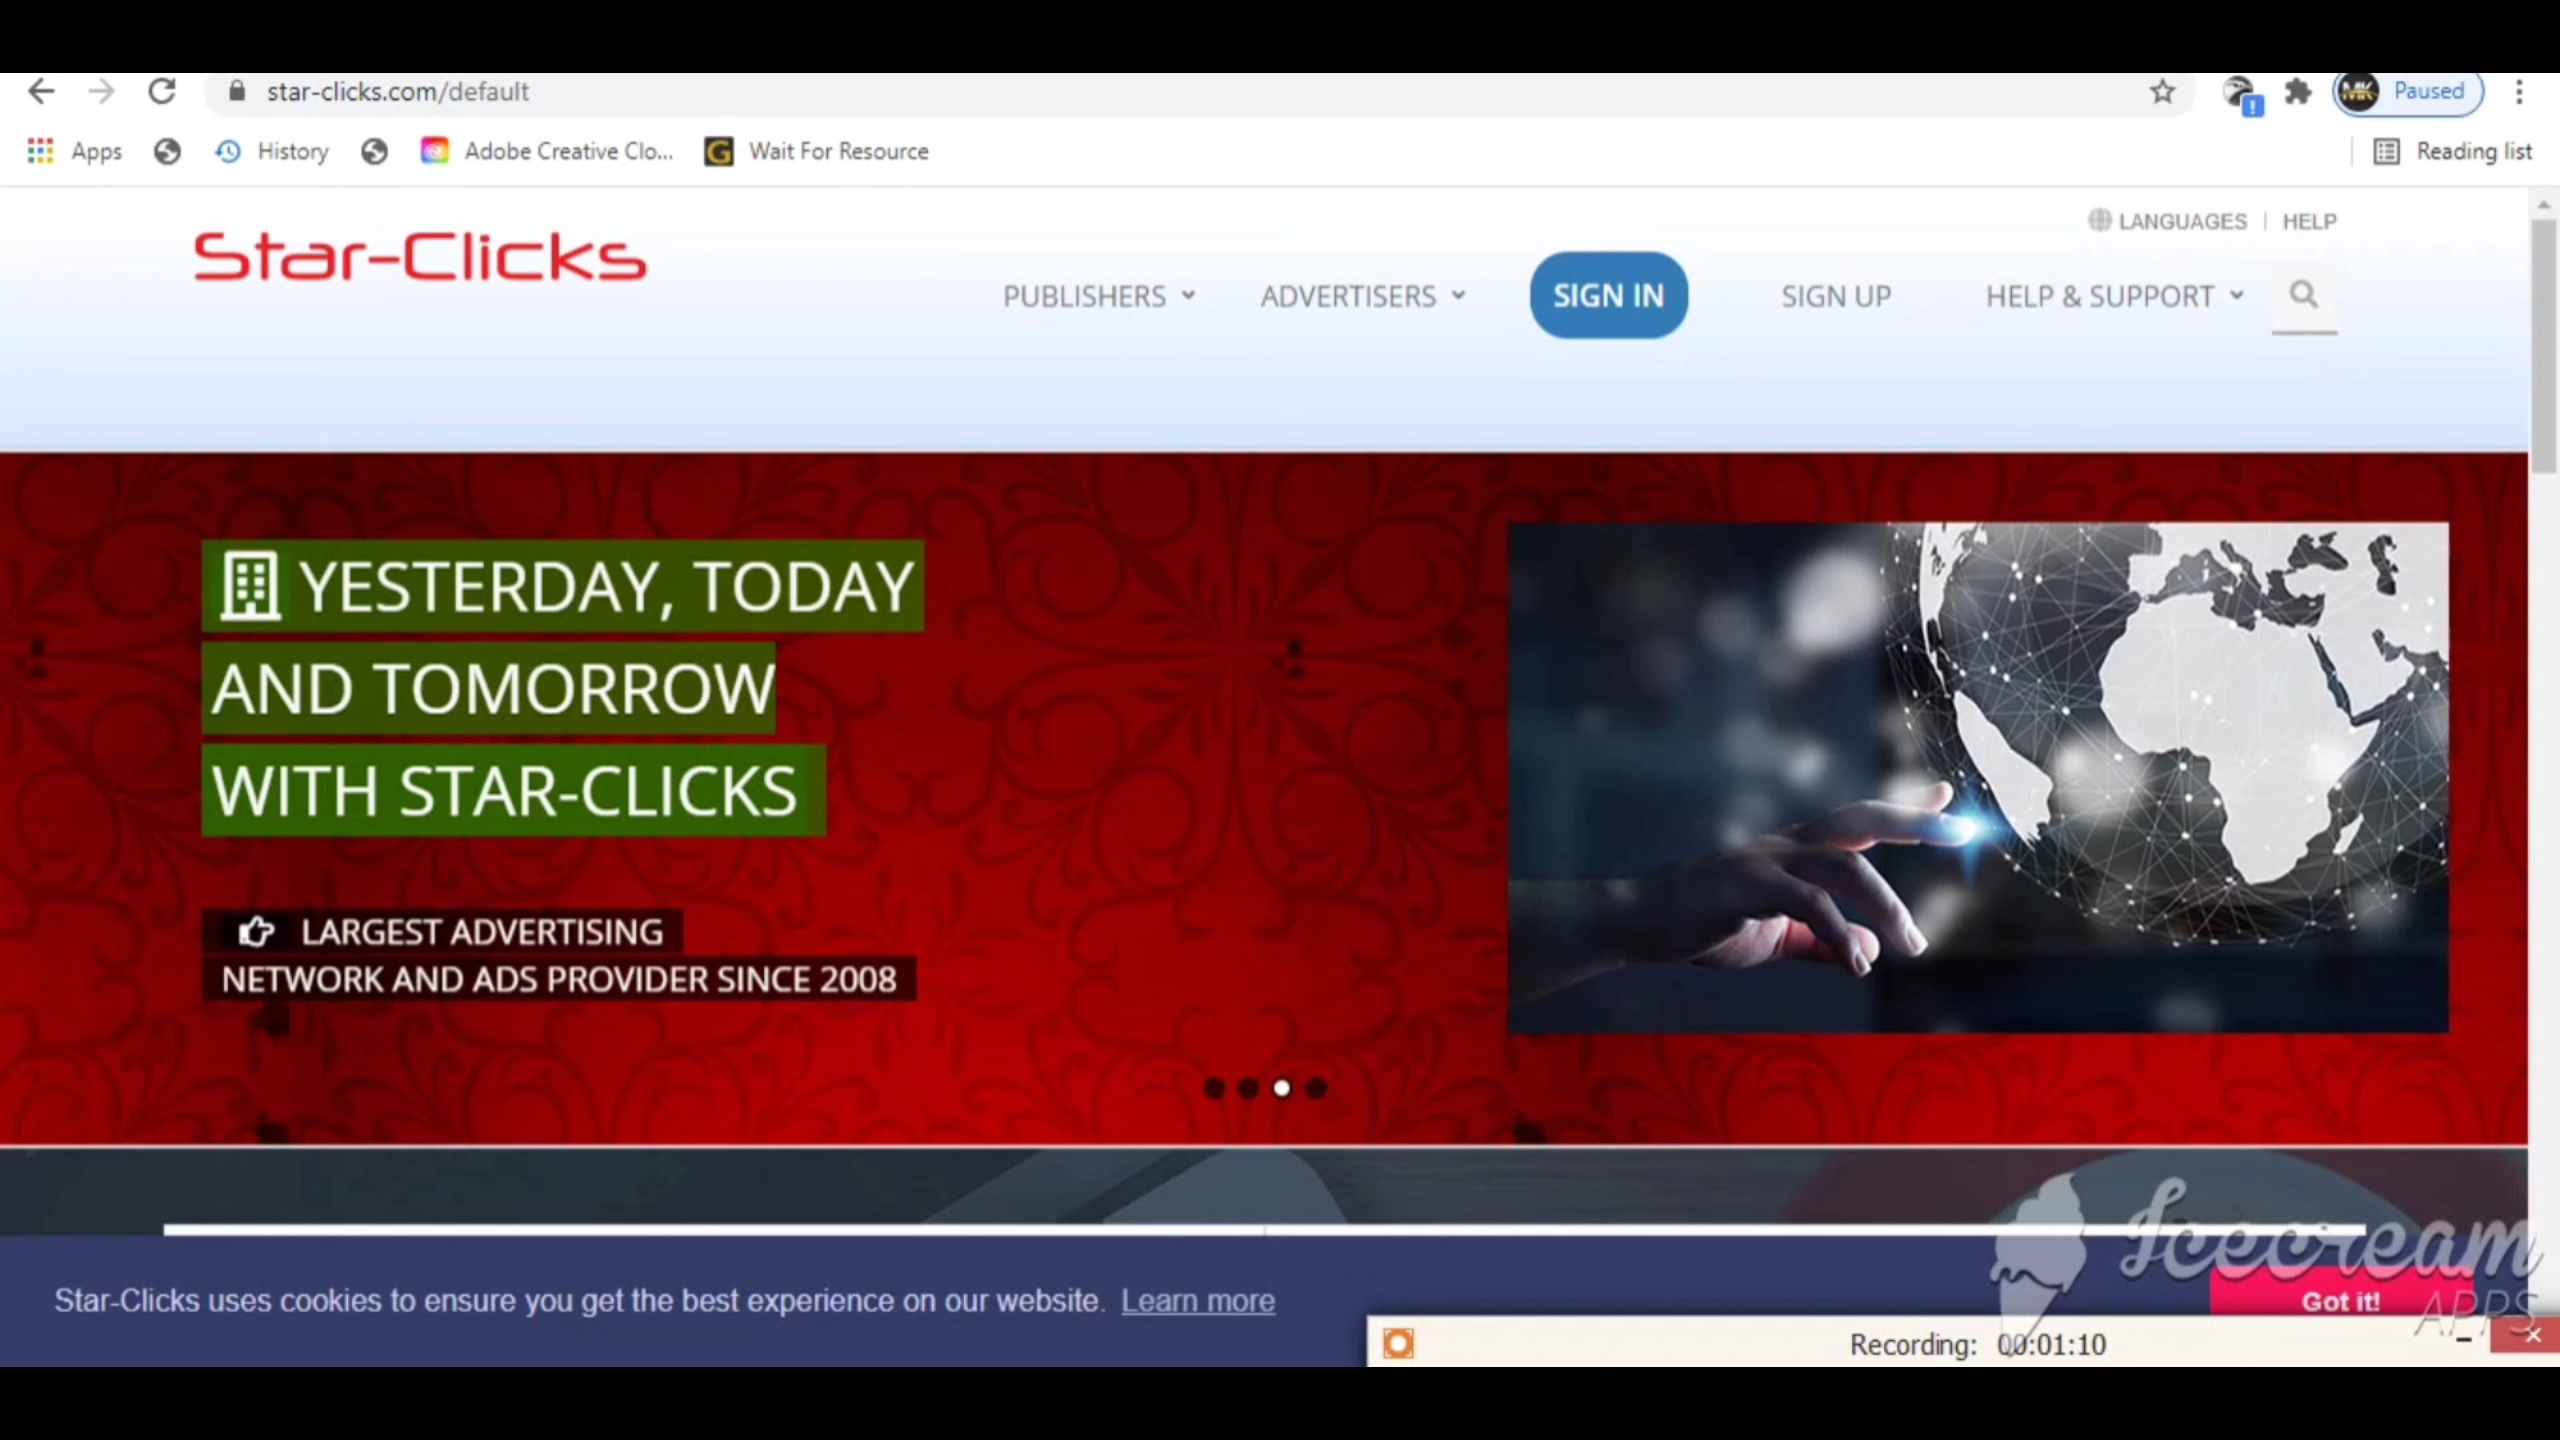 star-clicks.com/default
Paused
Apps
History
Adobe Creative Clo...
Wait For Resource
Reading list
LANGUAGES | HELP
Star-Clicks
PUBLISHERS
ADVERTISERS
SIGN IN
SIGN UP
HELP & SUPPORT
YESTERDAY, TODAY
AND TOMORROW
WITH STAR-CLICKS
LARGEST ADVERTISING
NETWORK AND ADS PROVIDER SINCE 2008
Icecream
APPS
Star-Clicks uses cookies to ensure you get the best experience on our website. Learn more
Got it!
Recording: 00:01:10